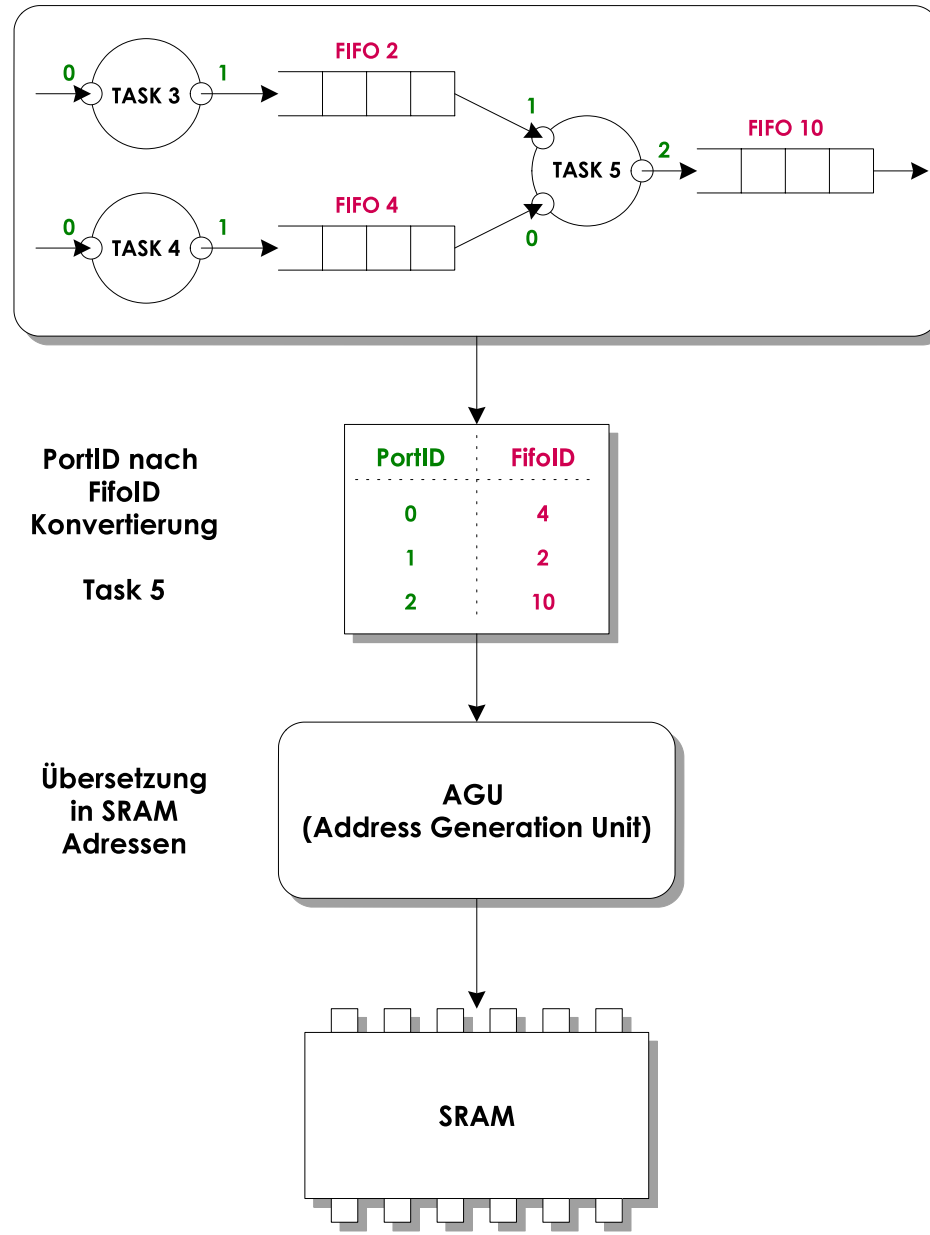 FIFO 2
0
TASK 3
1
1
FIFO 10
TASK 5
2
FIFO 4
0
TASK 4
1
0
PortID nach
FifoID
Konvertierung
Task 5
PortID FifoID
0 4
1 2
2 10
Übersetzung
in SRAM
Adressen
AGU
(Address Generation Unit)
SRAM